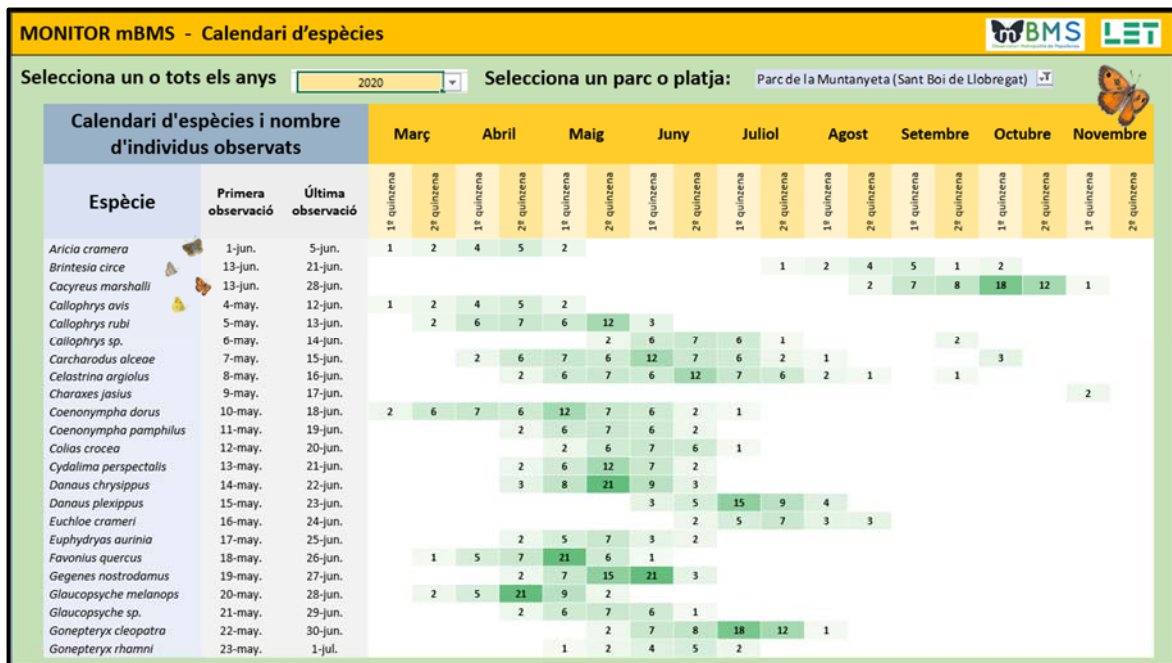 MONITOR mBMS - Calendari d'espècies
mBMS
LET
Selecciona un o tots els anys 2020 Selecciona un parc o platja: Parc de la Muntanyeta (Sant Boi de Llobregat)
Calendari d'espècies i nombre d'individus observats
Març Abril Maig Juny Juliol Agost Setembre Octubre Novembre
Espècie Primera observació Última observació 1ª quinzena 2ª quinzena 1ª quinzena 2ª quinzena 1ª quinzena 2ª quinzena 1ª quinzena 2ª quinzena 1ª quinzena 2ª quinzena 1ª quinzena 2ª quinzena 1ª quinzena 2ª quinzena 1ª quinzena 2ª quinzena 1ª quinzena 2ª quinzena
Aricia cramera 1-jun. 5-jun. 1 2 4 5 2
Brintesia circe 13-jun. 21-jun. 1 2 4 5 1 2
Cacyreus marshalli 13-jun. 28-jun. 2 7 8 18 12 1
Callophrys avis 4-may. 12-jun. 1 2 4 5 2
Callophrys rubi 5-may. 13-jun. 2 6 7 6 12 3
Callophrys sp. 6-may. 14-jun. 2 6 7 6 1 2
Carcharodus alceae 7-may. 15-jun. 2 6 7 6 12 7 6 2 1 3
Celastrina argiolus 8-may. 16-jun. 2 6 7 6 12 7 6 2 1 1
Charaxes jasius 9-may. 17-jun. 2
Coenonympha dorus 10-may. 18-jun. 2 6 7 6 12 7 6 2 1
Coenonympha pamphilus 11-may. 19-jun. 2 6 7 6 2
Colias crocea 12-may. 20-jun. 2 6 7 6 1
Cydalima perspectalis 13-may. 21-jun. 2 6 12 7 2
Danaus chrysippus 14-may. 22-jun. 3 8 21 9 3
Danaus plexippus 15-may. 23-jun. 3 5 15 9 4
Euchloe crameri 16-may. 24-jun. 2 5 7 3 3
Euphydryas aurinia 17-may. 25-jun. 2 5 7 3 2
Favonius quercus 18-may. 26-jun. 1 5 7 21 6 1
Gegenes nostrodamus 19-may. 27-jun. 2 7 15 21 3
Glaucopsyche melanops 20-may. 28-jun. 2 5 21 9 2
Glaucopsyche sp. 21-may. 29-jun. 2 6 7 6 1
Gonepteryx cleopatra 22-may. 30-jun. 2 7 8 18 12 1
Gonepteryx rhamni 23-may. 1-jul. 1 2 4 5 2